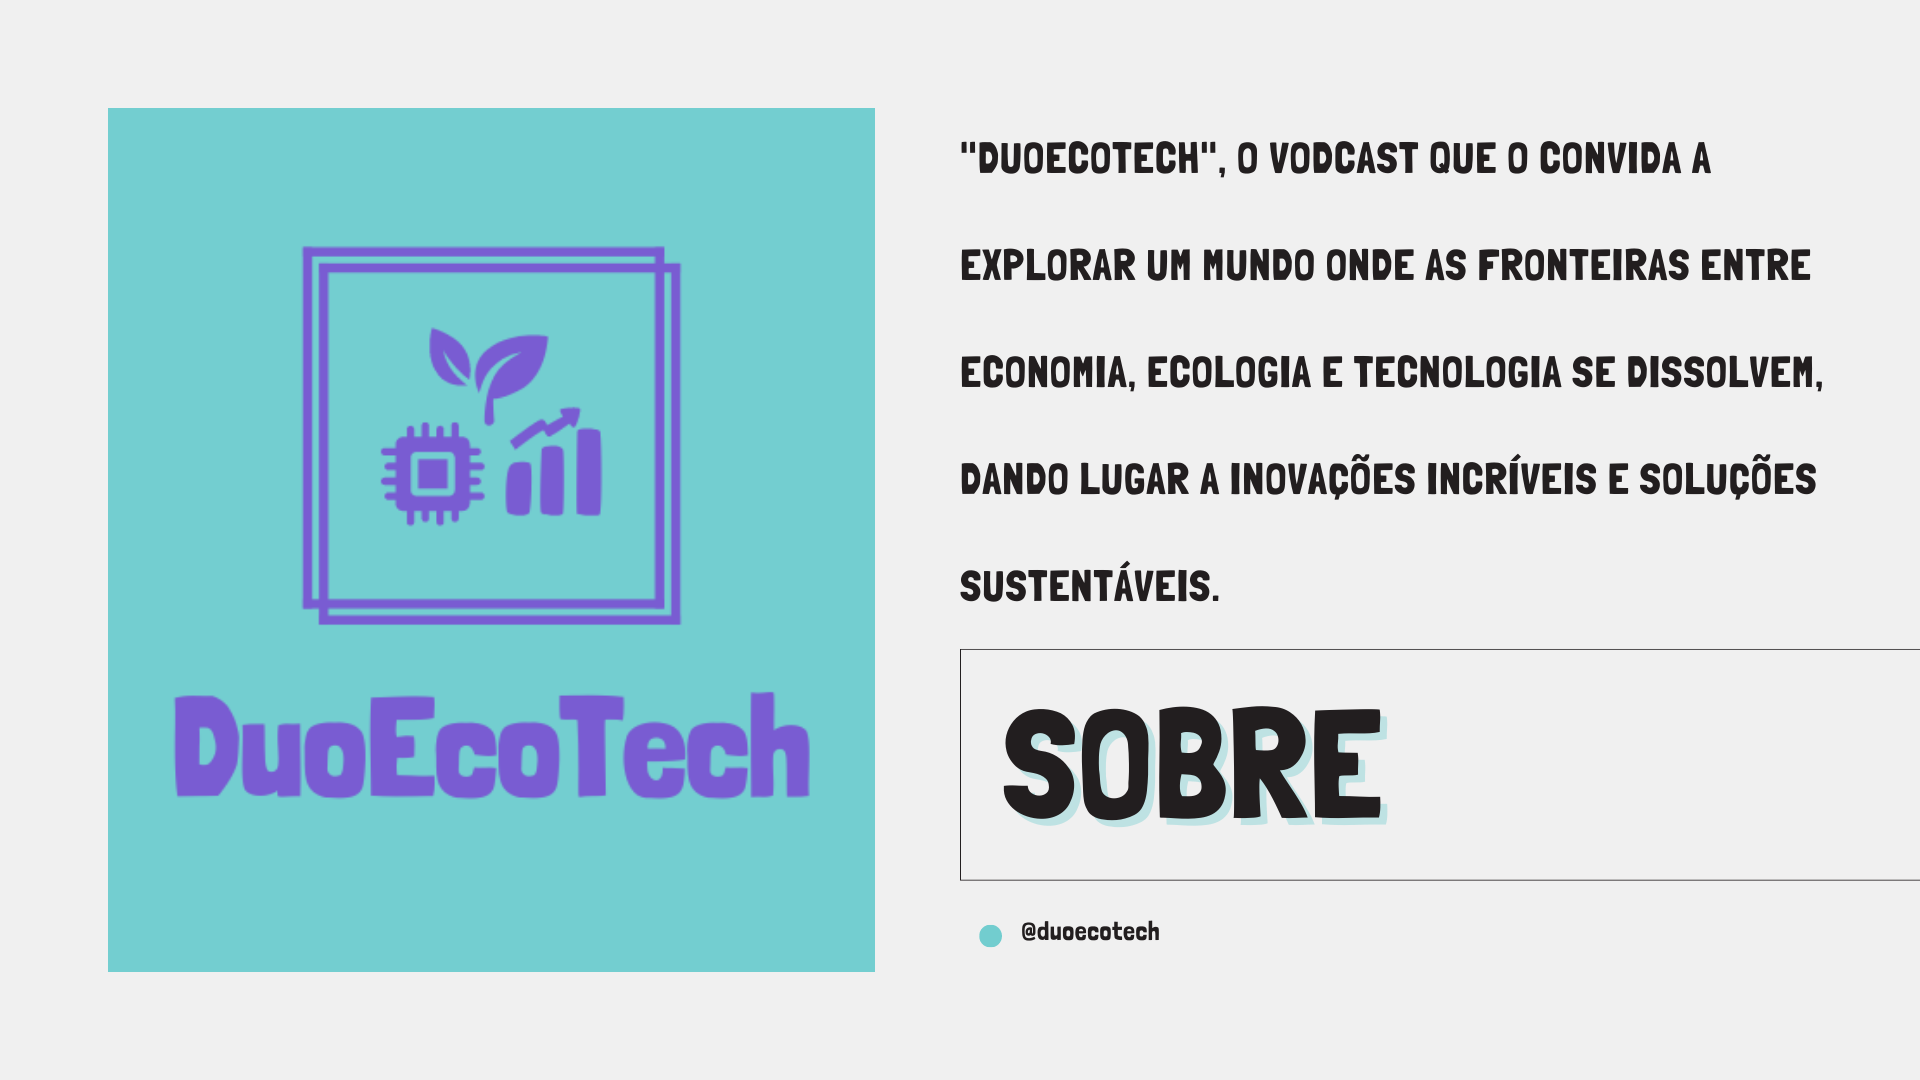 DuoEcoTech
"DUOECOTECH", O VODCAST QUE O CONVIDA A
EXPLORAR UM MUNDO ONDE AS FRONTEIRAS ENTRE
ECONOMIA, ECOLOGIA E TECNOLOGIA SE DISSOLVEM,
DANDO LUGAR A INOVAÇÕES INCRÍVEIS E SOLUÇÕES
SUSTENTÁVEIS.
SOBRE
@duoecotech